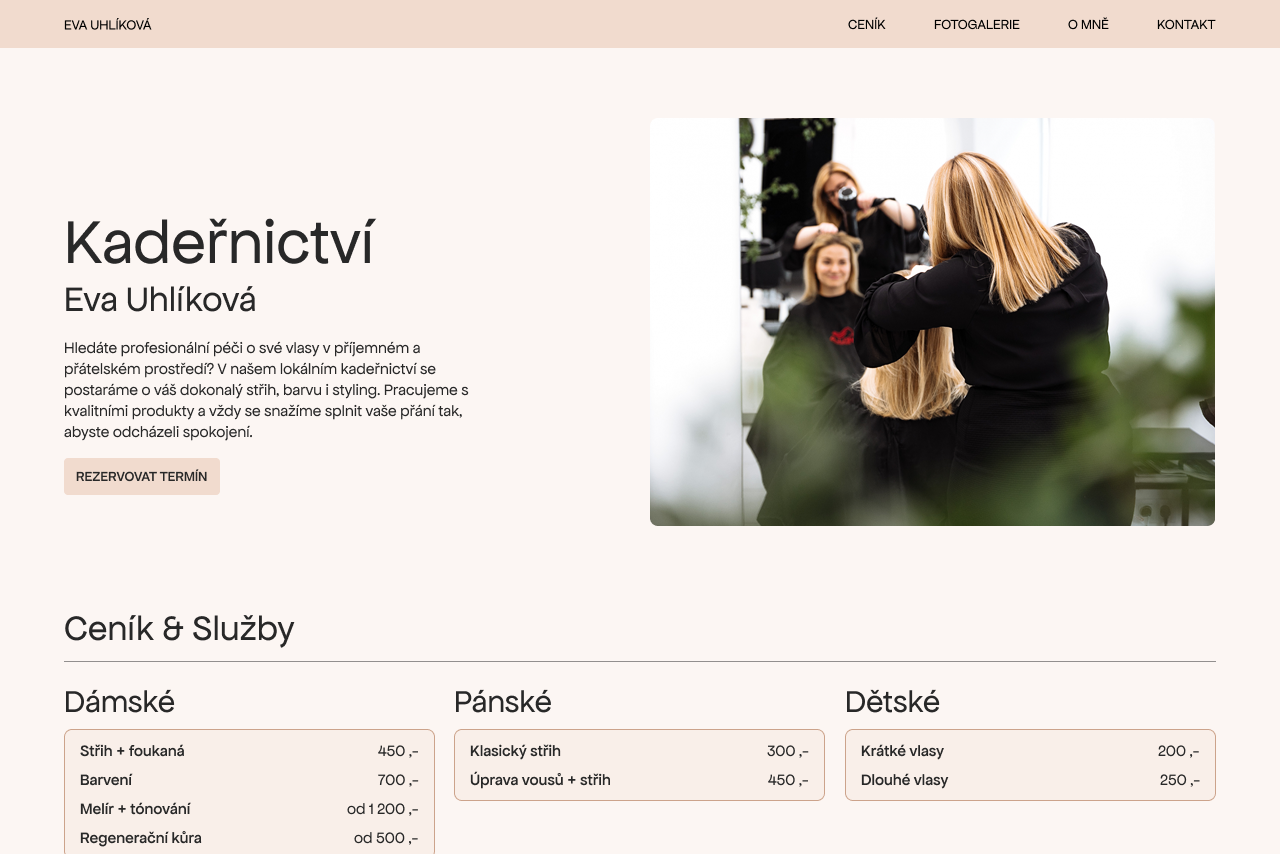 EVA UHLÍKOVÁ
CENÍK
FOTOGALERIE
O MNĚ
KONTAKT
Kadeřnictví
Eva Uhlíková
Hledáte profesionální péči o své vlasy v příjemném a
přátelském prostředí? V našem lokálním kadeřnictví se
postaráme o váš dokonalý střih, barvu i styling. Pracujeme s
kvalitními produkty a vždy se snažíme splnit vaše přání tak,
abyste odcházeli spokojení.
REZERVOVAT TERMÍN
Ceník & Služby
Dámské
Střih + foukaná 450 ,-
Barvení 700 ,-
Melír + tónování od 1 200 ,-
Regenerační kůra od 500 ,-
Pánské
Klasický střih 300 ,-
Úprava vousů + střih 450 ,-
Dětské
Krátké vlasy 200 ,-
Dlouhé vlasy 250 ,-